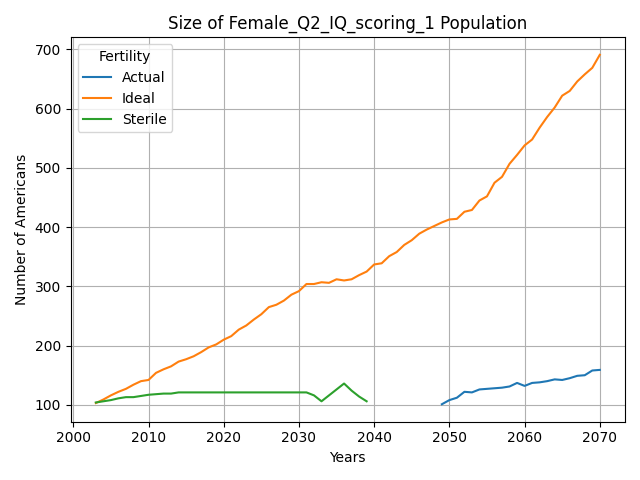 Size of Female_Q2_IQ_scoring_1 Population
Fertility
Actual
Ideal
Sterile
Number of Americans
700
600
500
400
300
200
100
2000 2010 2020 2030 2040 2050 2060 2070
Years